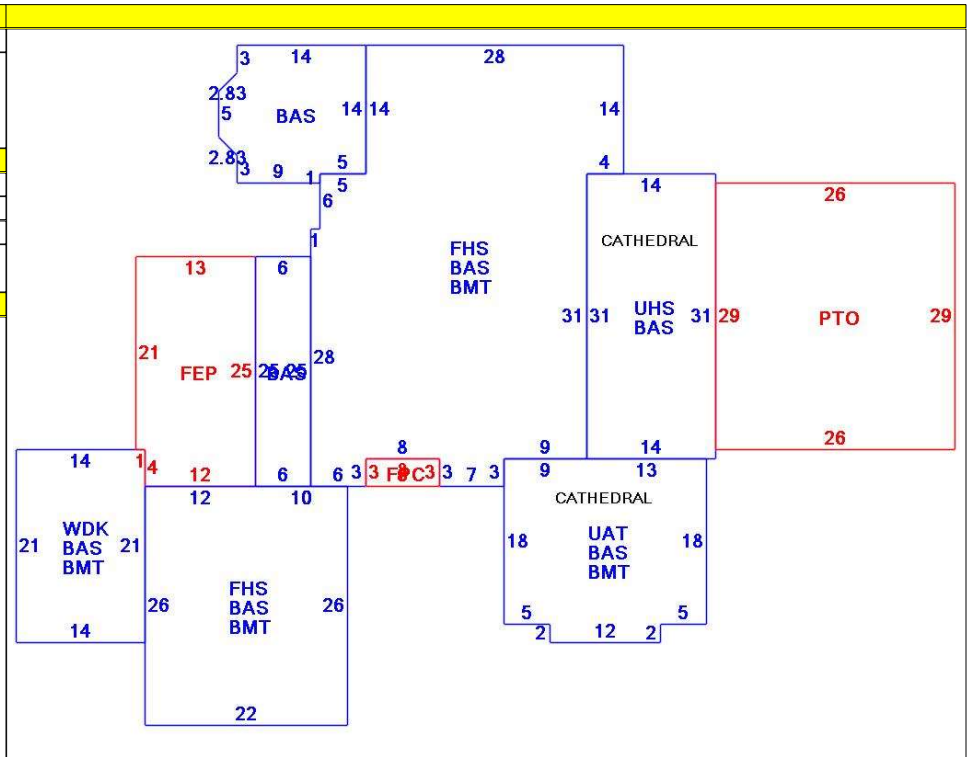 3 14 28
2.83
5 BAS 14 14 14
2.83
3 9 1 5 4
5 14 26
6
1 CATHEDRAL
13 6 FHS
BAS
BMT
31 31 UHS 31 29 PTO 29
BAS
21 28
FEP 25 25 BAS 25
8 9 14 26
14 1 4 12 6 6 3 3 FPC 8 3 3 7 3 9 13
12 10 CATHEDRAL
WDK
21 BAS 21
BMT
18 UAT 18
BAS
BMT
FHS
26 BAS 26
BMT
5 5
14 2 12 2
22